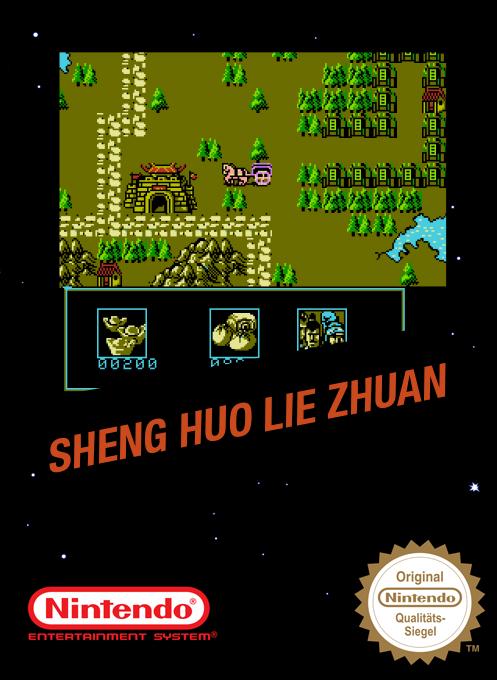 00200
SHENG HUO LIE ZHUAN
Nintendo®
ENTERTAINMENT SYSTEM®
Original
Nintendo
Qualitäts-
Siegel
TM